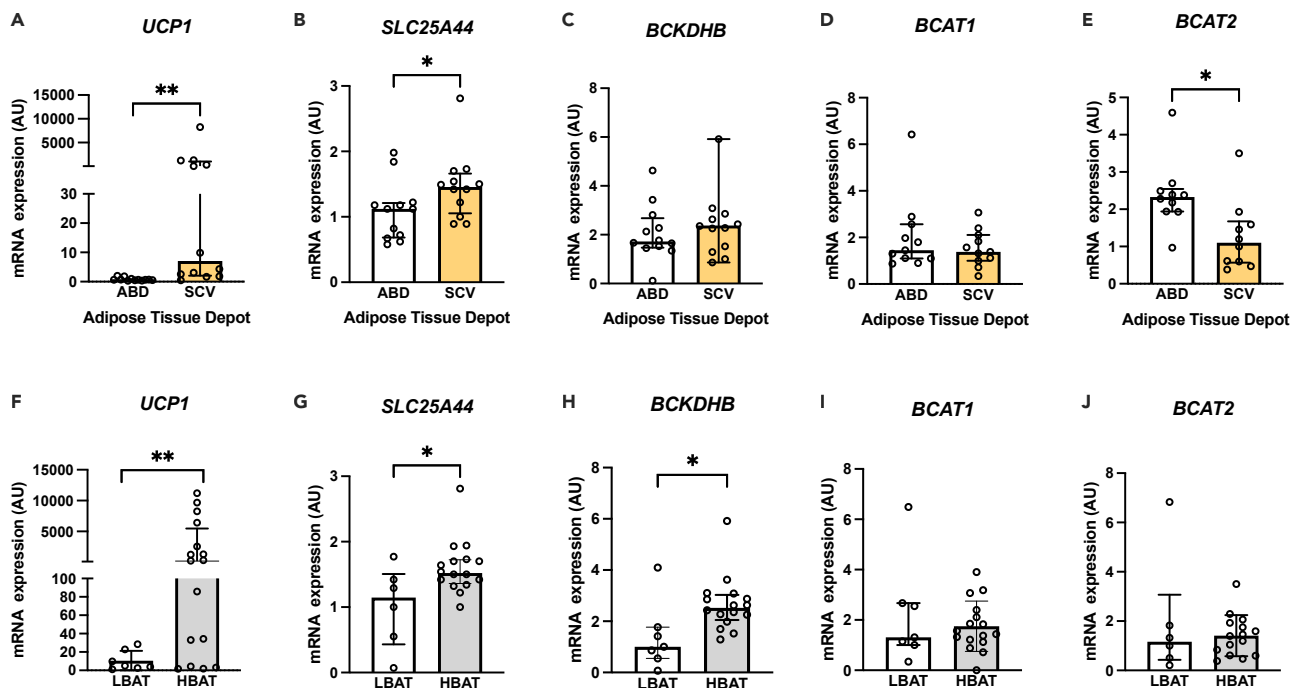 A
UCP1
**
mRNA expression (AU)
15000
10000
5000
30
20
10
0
ABD
SCV
Adipose Tissue Depot
B
SLC25A44
*
mRNA expression (AU)
3
2
1
0
ABD
SCV
Adipose Tissue Depot
C
BCKDHB
mRNA expression (AU)
8
6
4
2
0
ABD
SCV
Adipose Tissue Depot
D
BCAT1
mRNA expression (AU)
8
6
4
2
0
ABD
SCV
Adipose Tissue Depot
E
BCAT2
*
mRNA expression (AU)
5
4
3
2
1
0
ABD
SCV
Adipose Tissue Depot
F
UCP1
**
mRNA expression (AU)
15000
10000
5000
100
80
60
40
20
0
LBAT
HBAT
G
SLC25A44
*
mRNA expression (AU)
3
2
1
0
LBAT
HBAT
H
BCKDHB
*
mRNA expression (AU)
8
6
4
2
0
LBAT
HBAT
I
BCAT1
mRNA expression (AU)
8
6
4
2
0
LBAT
HBAT
J
BCAT2
mRNA expression (AU)
8
6
4
2
0
LBAT
HBAT